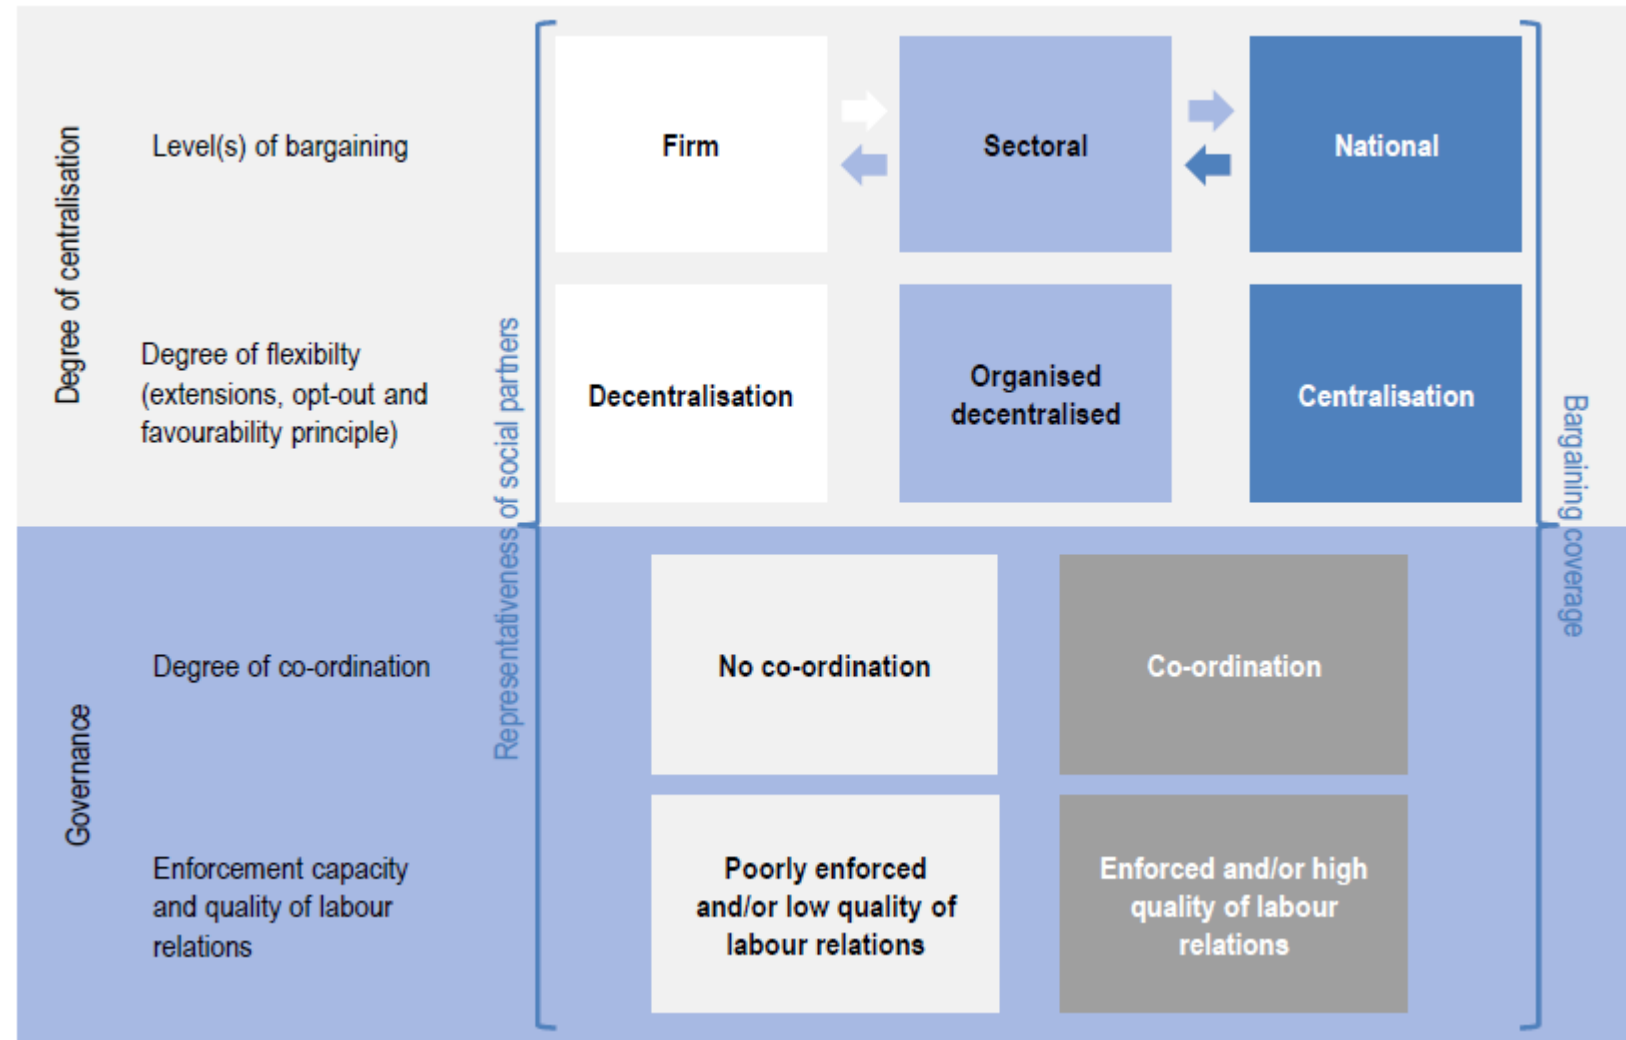 Degree of centralisation
Level(s) of bargaining
Firm
Sectoral
National
Degree of flexibilty
(extensions, opt-out and
favourability principle)
Decentralisation
Organised
decentralised
Centralisation
Representativeness of social partners
Bargaining coverage
Governance
Degree of co-ordination
No co-ordination
Co-ordination
Enforcement capacity
and quality of labour
relations
Poorly enforced
and/or low quality of
labour relations
Enforced and/or high
quality of labour
relations